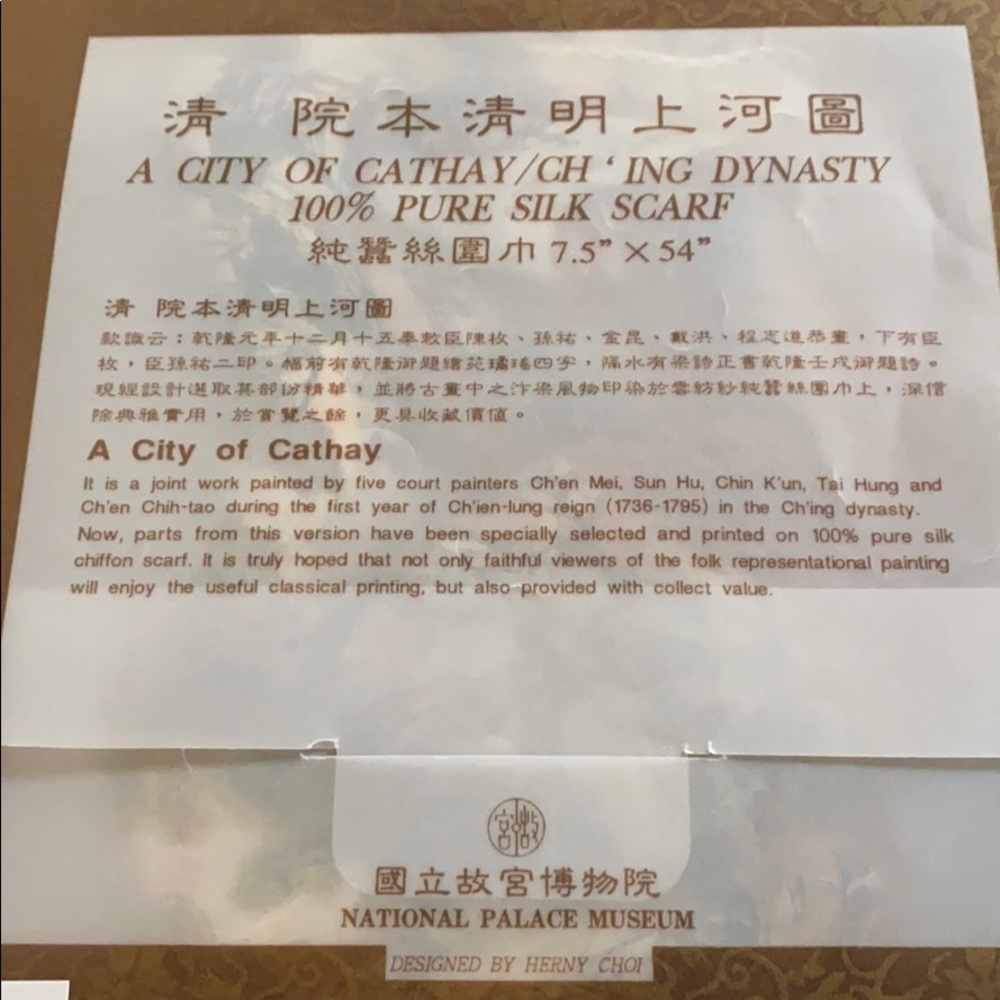 清 院本清明上河圖
A CITY OF CATHAY/CH ‘ ING DYNASTY
100% PURE SILK SCARF
純蠶絲圍巾 7.5” × 54”
清 院本清明上河圖
款識云：乾隆元年十二月十五奉敕臣陳枚、孫祜、金昆、戴洪、程志道恭畫，下有臣
枚，臣孫祜二印。幅前有乾隆御題繪苑璚瑤四字，隔水有梁詩正書乾隆壬戌御題詩。
現經設計選取其部份精華，並將古畫中之汴梁風物印染於雲紡紗純蠶絲圍巾上，深信
除典雅實用，於賞覽之餘，更具收藏價值。
A City of Cathay
It is a joint work painted by five court painters Ch'en Mei, Sun Hu, Chin K'un, Tai Hung and
Ch'en Chih-tao during the first year of Ch'ien-lung reign (1736-1795) in the Ch'ing dynasty.
Now, parts from this version have been specially selected and printed on 100% pure silk
chiffon scarf. It is truly hoped that not only faithful viewers of the folk representational painting
will enjoy the useful classical printing, but also provided with collect value.
故宮
國立故宮博物院
NATIONAL PALACE MUSEUM
DESIGNED BY HERNY CHOI